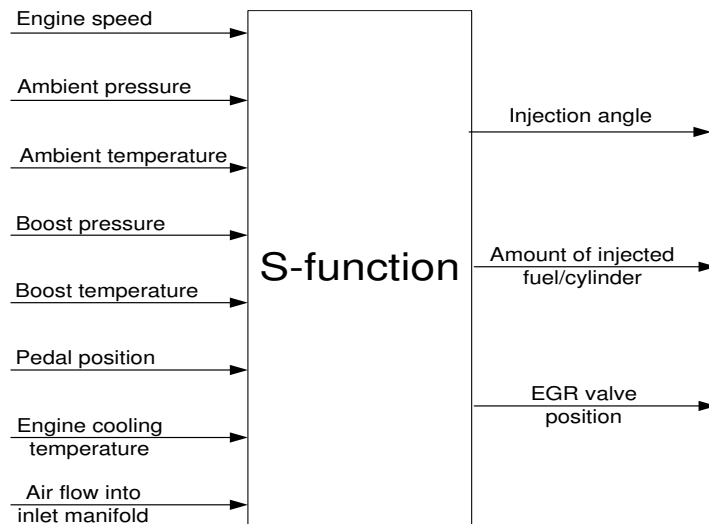 Engine speed
Ambient pressure
Ambient temperature
Boost pressure
Boost temperature
Pedal position
Engine cooling
temperature
Air flow into
inlet manifold
S-function
Injection angle
Amount of injected
fuel/cylinder
EGR valve
position